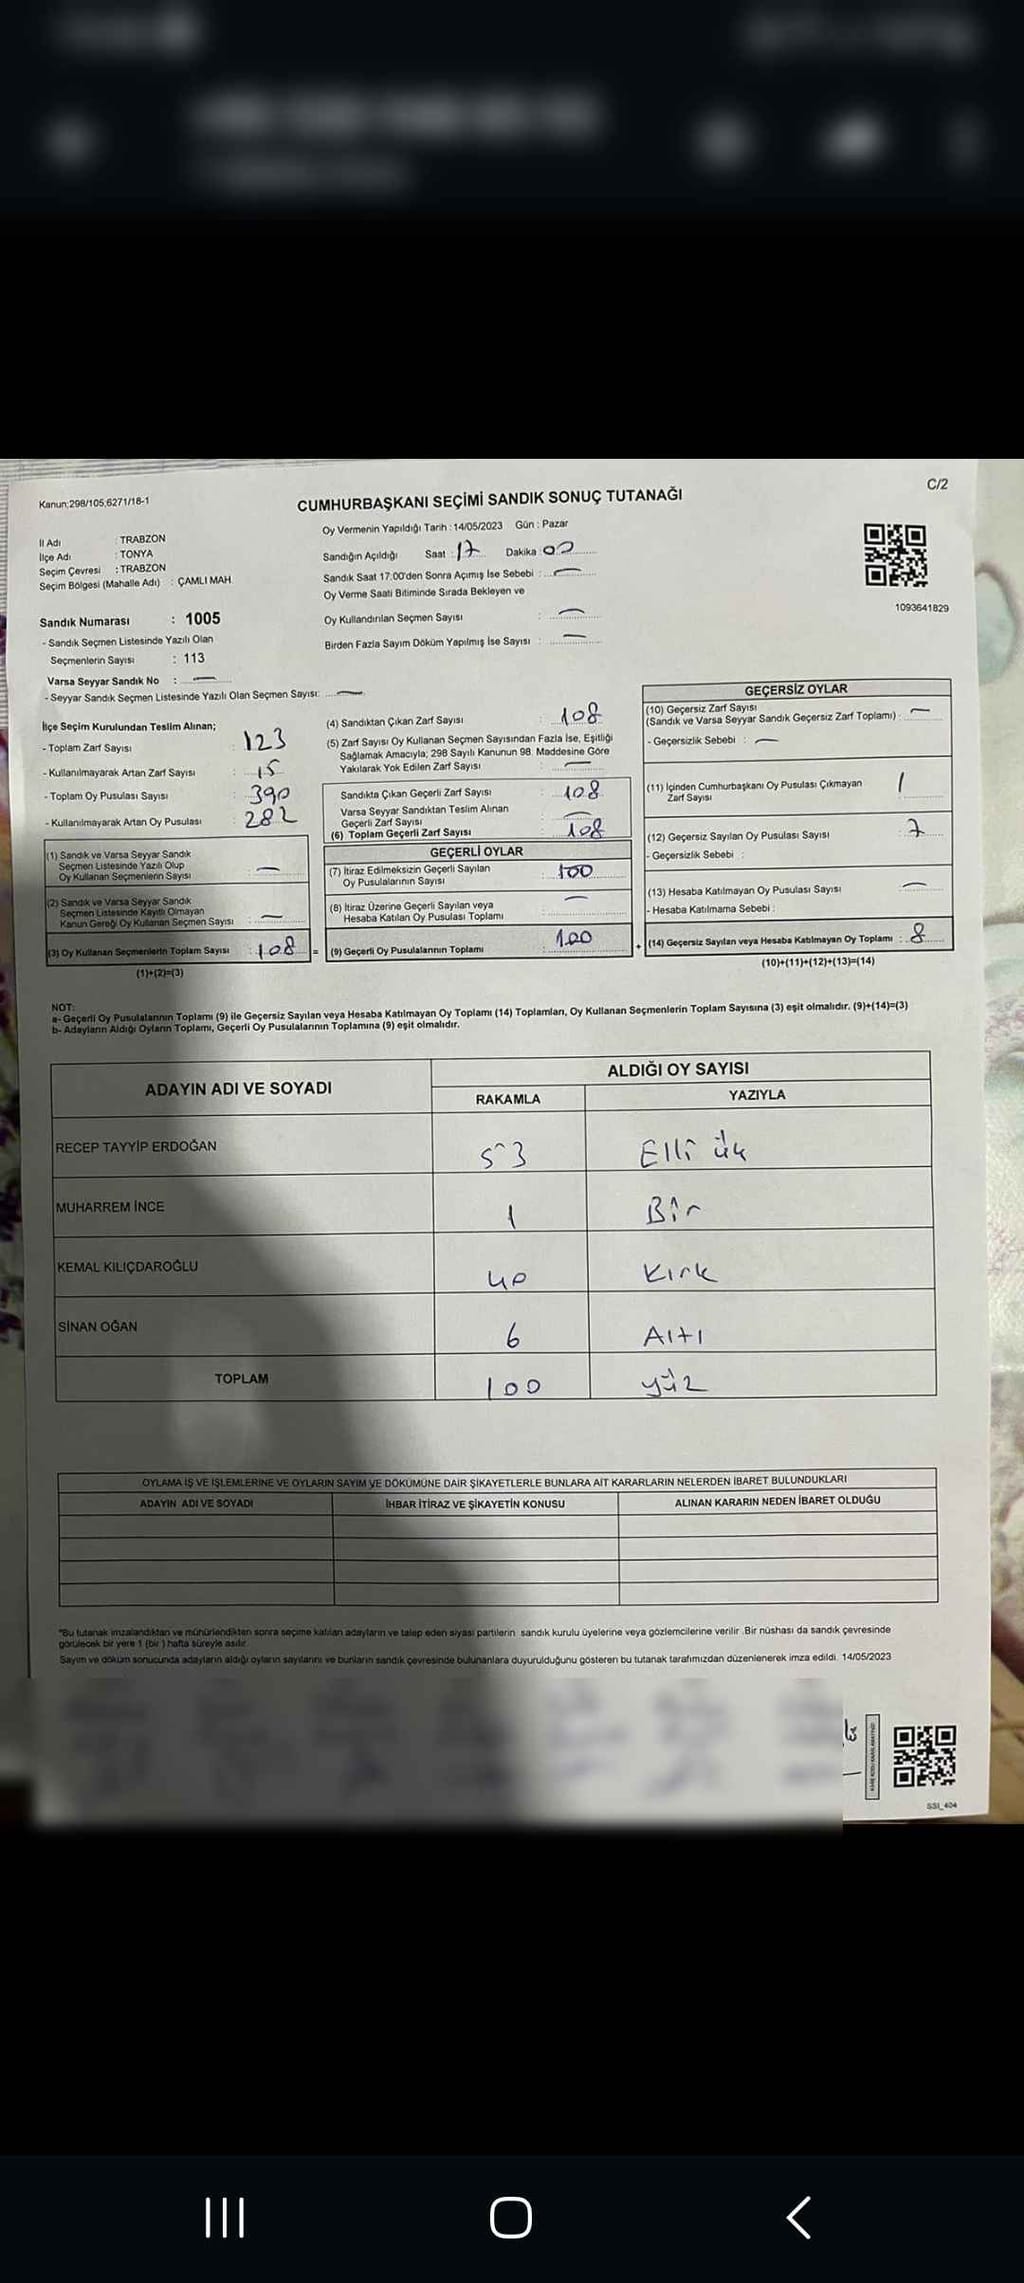 C/2
Kanun;298/105;6271/18-1
CUMHURBAŞKANI SEÇİMİ SANDIK SONUÇ TUTANAĞI
Oy Vermenin Yapıldığı Tarih : 14/05/2023 Gün : Pazar
İl Adı : TRABZON
İlçe Adı : TONYA
Seçim Çevresi : TRABZON
Seçim Bölgesi (Mahalle Adı) : ÇAMLI MAH.
Sandığın Açıldığı Saat : 17 Dakika 00
Sandık Saat 17:00'den Sonra Açımış İse Sebebi : —
Oy Verme Saati Bitiminde Sırada Bekleyen ve
Oy Kullandırılan Seçmen Sayısı : —
Birden Fazla Sayım Döküm Yapılmış İse Sayısı : —
1093641829
Sandık Numarası : 1005
- Sandık Seçmen Listesinde Yazılı Olan
Seçmenlerin Sayısı : 113
Varsa Seyyar Sandık No : —
- Seyyar Sandık Seçmen Listesinde Yazılı Olan Seçmen Sayısı: —
İlçe Seçim Kurulundan Teslim Alınan;
- Toplam Zarf Sayısı : 123
- Kullanılmayarak Artan Zarf Sayısı : 15
- Toplam Oy Pusulası Sayısı : 390
- Kullanılmayarak Artan Oy Pusulası : 282
(1) Sandık ve Varsa Seyyar Sandık
Seçmen Listesinde Yazılı Olup
Oy Kullanan Seçmenlerin Sayısı : —
(2) Sandık ve Varsa Seyyar Sandık
Seçmen Listesinde Kayıtlı Olmayan
Kanun Gereği Oy Kullanan Seçmen Sayısı : —
(3) Oy Kullanan Seçmenlerin Toplam Sayısı : 108 =
(1)+(2)=(3)
(4) Sandıktan Çıkan Zarf Sayısı : 108
(5) Zarf Sayısı Oy Kullanan Seçmen Sayısından Fazla İse, Eşitliği
Sağlamak Amacıyla; 298 Sayılı Kanunun 98. Maddesine Göre
Yakılarak Yok Edilen Zarf Sayısı : —
Sandıkta Çıkan Geçerli Zarf Sayısı : 108
Varsa Seyyar Sandıktan Teslim Alınan
Geçerli Zarf Sayısı : —
(6) Toplam Geçerli Zarf Sayısı : 108
GEÇERLİ OYLAR
(7) İtiraz Edilmeksizin Geçerli Sayılan
Oy Pusulalarının Sayısı : 100
(8) İtiraz Üzerine Geçerli Sayılan veya
Hesaba Katılan Oy Pusulası Toplamı : —
(9) Geçerli Oy Pusulalarının Toplamı : 100 +
GEÇERSİZ OYLAR
(10) Geçersiz Zarf Sayısı
(Sandık ve Varsa Seyyar Sandık Geçersiz Zarf Toplamı) : —
- Geçersizlik Sebebi : —
(11) İçinden Cumhurbaşkanı Oy Pusulası Çıkmayan
Zarf Sayısı 1
(12) Geçersiz Sayılan Oy Pusulası Sayısı : 7
- Geçersizlik Sebebi :
(13) Hesaba Katılmayan Oy Pusulası Sayısı : —
- Hesaba Katılmama Sebebi :
(14) Geçersiz Sayılan veya Hesaba Katılmayan Oy Toplamı : 8
(10)+(11)+(12)+(13)=(14)
NOT:
a- Geçerli Oy Pusulalarının Toplamı (9) ile Geçersiz Sayılan veya Hesaba Katılmayan Oy Toplamı (14) Toplamları, Oy Kullanan Seçmenlerin Toplam Sayısına (3) eşit olmalıdır. (9)+(14)=(3)
b- Adayların Aldığı Oyların Toplamı, Geçerli Oy Pusulalarının Toplamına (9) eşit olmalıdır.
ADAYIN ADI VE SOYADI ALDIĞI OY SAYISI
RAKAMLA YAZIYLA
RECEP TAYYİP ERDOĞAN 53 Elli üç
MUHARREM İNCE 1 Bir
KEMAL KILIÇDAROĞLU 40 Kırk
SİNAN OĞAN 6 Altı
TOPLAM 100 yüz
OYLAMA İŞ VE İŞLEMLERİNE VE OYLARIN SAYIM VE DÖKÜMÜNE DAİR ŞİKAYETLERLE BUNLARA AİT KARARLARIN NELERDEN İBARET BULUNDUKLARI
ADAYIN ADI VE SOYADI İHBAR İTİRAZ VE ŞİKAYETİN KONUSU ALINAN KARARIN NEDEN İBARET OLDUĞU
*Bu tutanak imzalandıktan ve mühürlendikten sonra seçime katılan adayların ve talep eden siyasi partilerin sandık kurulu üyelerine veya gözlemcilerine verilir. Bir nüshası da sandık çevresinde
görülecek bir yere 1 (bir ) hafta süreyle asılır.
Sayım ve döküm sonucunda adayların aldığı oyların sayılarını ve bunların sandık çevresinde bulunanlara duyurulduğunu gösteren bu tutanak tarafımızdan düzenlenerek imza edildi. 14/05/2023
SSI_404